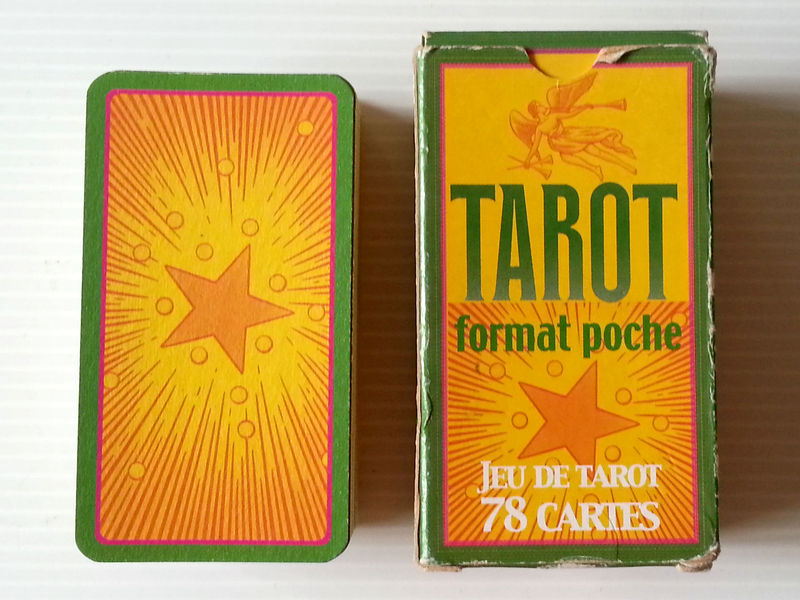 TAROT
format poche
JEU DE TAROT
78 CARTES